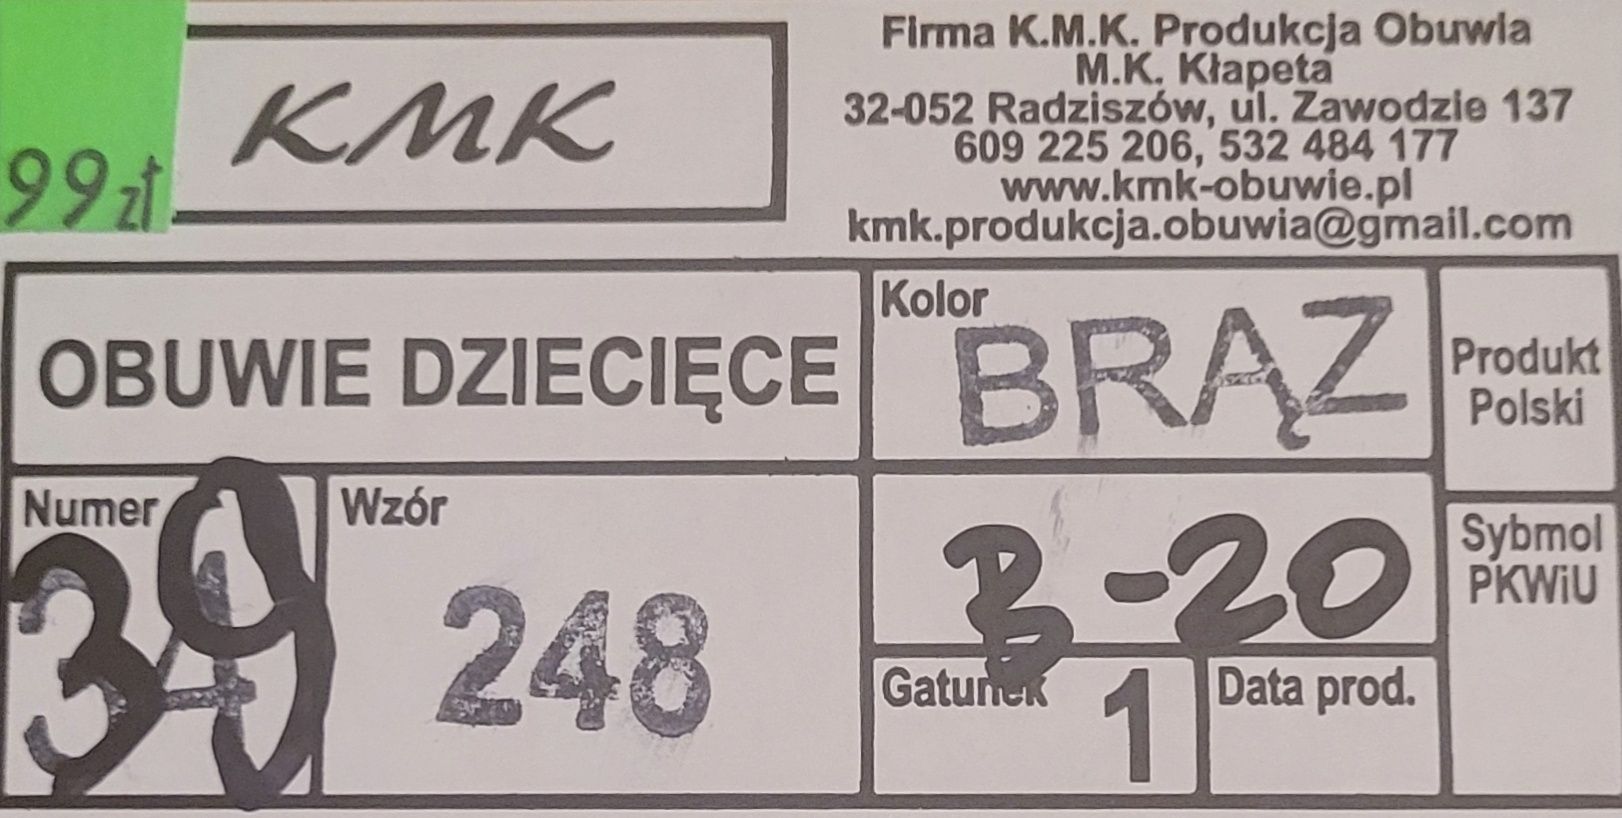 99 zł
KMK
Firma K.M.K. Produkcja Obuwia
M.K. Kłapeta
32-052 Radziszów, ul. Zawodzie 137
609 225 206, 532 484 177
www.kmk-obuwie.pl
kmk.produkcja.obuwia@gmail.com
OBUWIE DZIECIĘCE
Kolor
BRĄZ
Produkt
Polski
Numer
39
Wzór
248
B-20
Sybmol
PKWiU
Gatunek 1
Data prod.